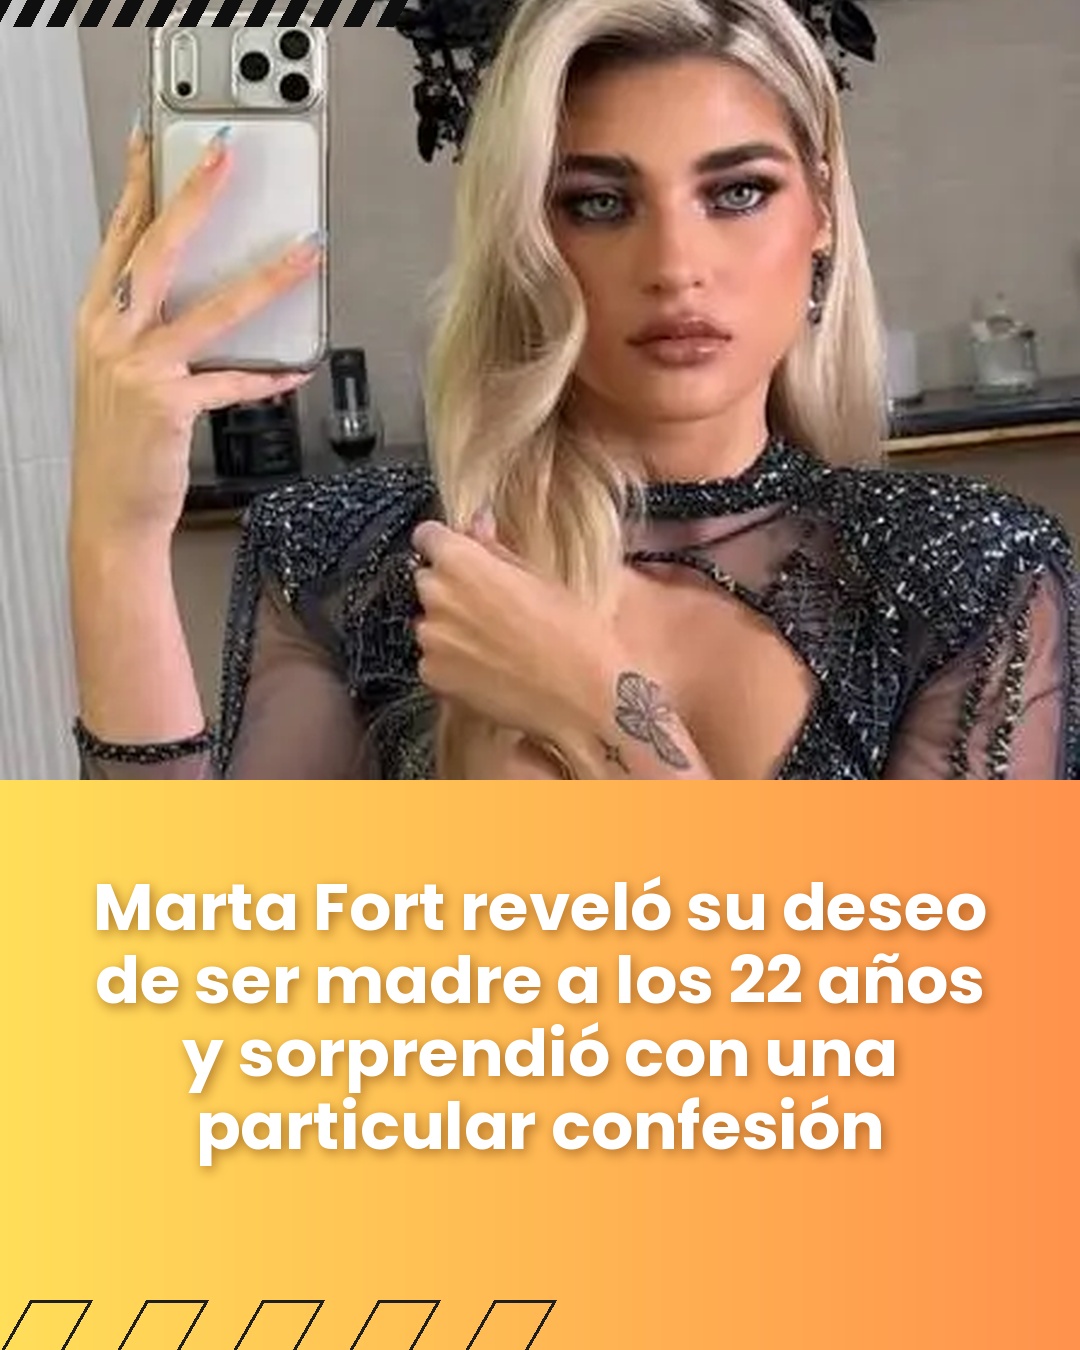 Marta Fort reveló su deseo
de ser madre a los 22 años
y sorprendió con una
particular confesión